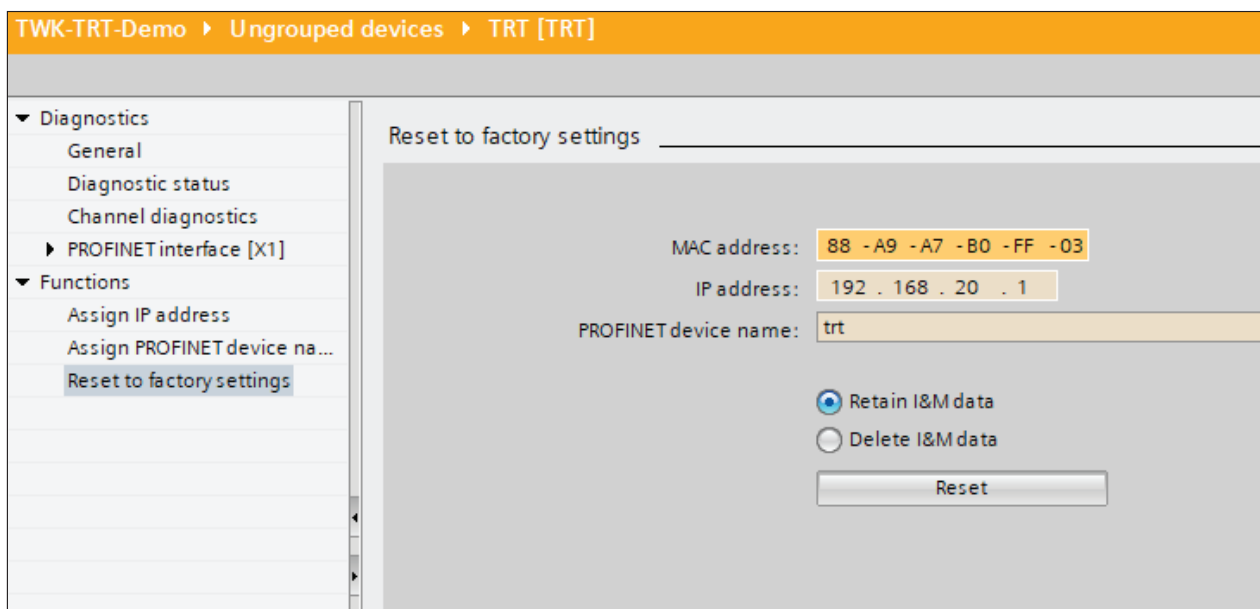 TWK-TRT-Demo ▸ Ungrouped devices ▸ TRT [TRT]
Diagnostics
General
Diagnostic status
Channel diagnostics
PROFINET interface [X1]
Functions
Assign IP address
Assign PROFINET device na...
Reset to factory settings
Reset to factory settings
MAC address: 88 -A9 -A7 -B0 -FF -03
IP address: 192 . 168 . 20 . 1
PROFINET device name: trt
Retain I&M data
Delete I&M data
Reset